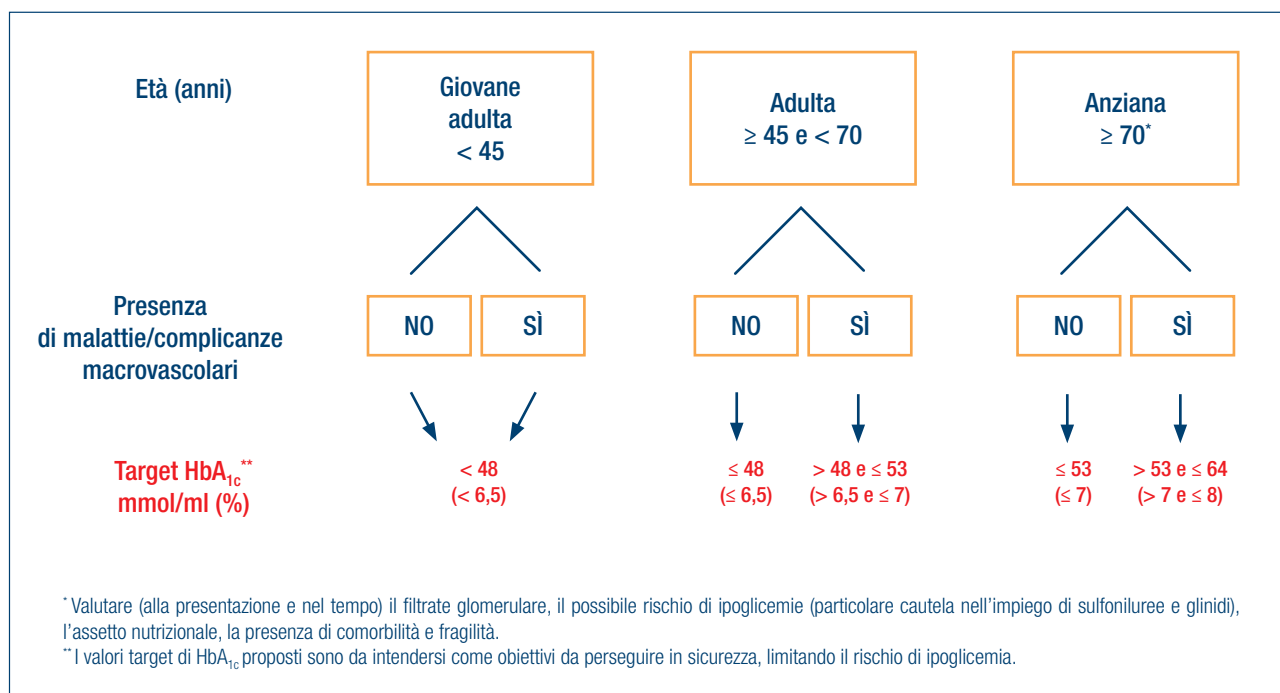 Età (anni)
Giovane
adulta
< 45
Adulta
≥ 45 e < 70
Anziana
≥ 70*
Presenza
di malattie/complicanze
macrovascolari
NO
SÌ
NO
SÌ
NO
SÌ
Target HbA1c**
mmol/ml (%)
< 48
(< 6,5)
≤ 48
(≤ 6,5)
> 48 e ≤ 53
(> 6,5 e ≤ 7)
≤ 53
(≤ 7)
> 53 e ≤ 64
(> 7 e ≤ 8)
* Valutare (alla presentazione e nel tempo) il filtrate glomerulare, il possibile rischio di ipoglicemie (particolare cautela nell'impiego di sulfoniluree e glinidi),
l'assetto nutrizionale, la presenza di comorbilità e fragilità.
** I valori target di HbA1c proposti sono da intendersi come obiettivi da perseguire in sicurezza, limitando il rischio di ipoglicemia.